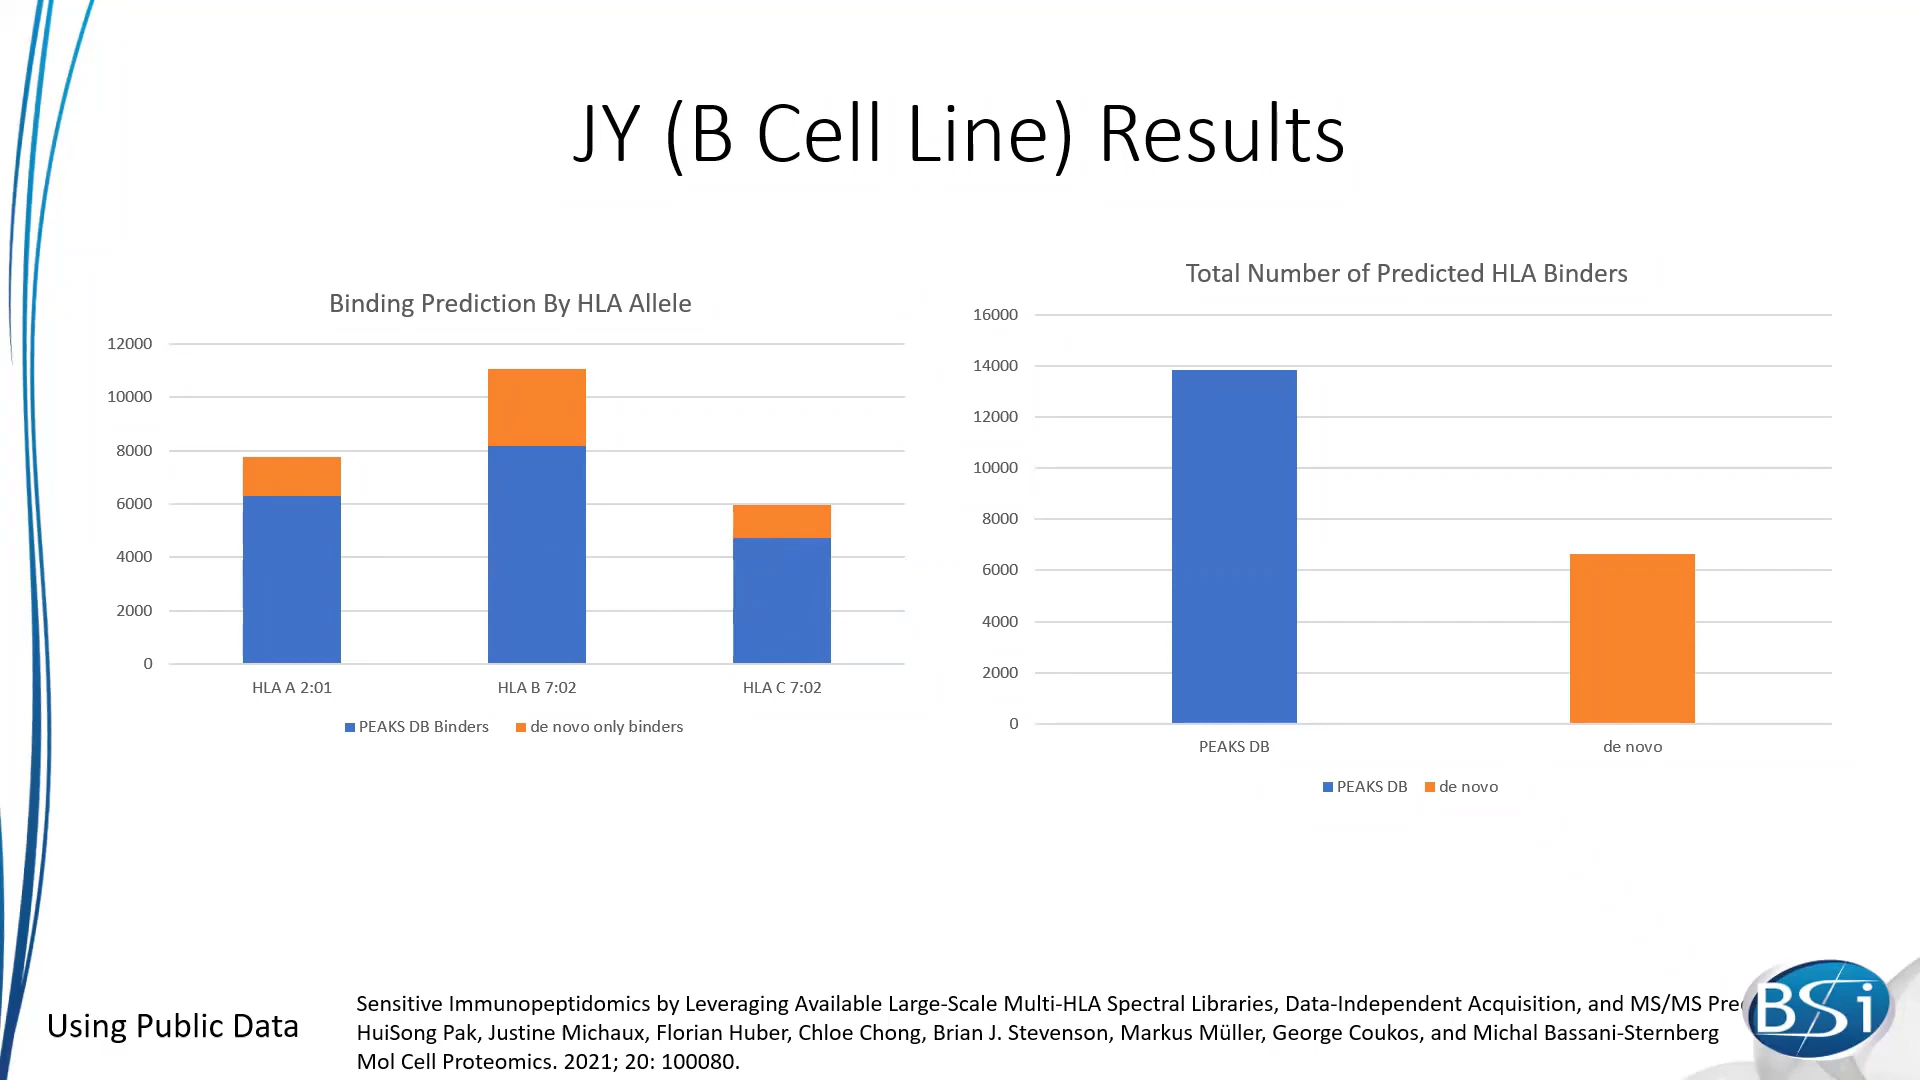 JY (B Cell Line) Results
Binding Prediction By HLA Allele
12000
10000
8000
6000
4000
2000
0
HLA A 2:01
HLA B 7:02
HLA C 7:02
PEAKS DB Binders
de novo only binders
Total Number of Predicted HLA Binders
16000
14000
12000
10000
8000
6000
4000
2000
0
PEAKS DB
de novo
PEAKS DB
de novo
Using Public Data
Sensitive Immunopeptidomics by Leveraging Available Large-Scale Multi-HLA Spectral Libraries, Data-Independent Acquisition, and MS/MS
HuiSong Pak, Justine Michaux, Florian Huber, Chloe Chong, Brian J. Stevenson, Markus Müller, George Coukos, and Michal Bassani-Sternberg
Mol Cell Proteomics. 2021; 20: 100080.
BSi